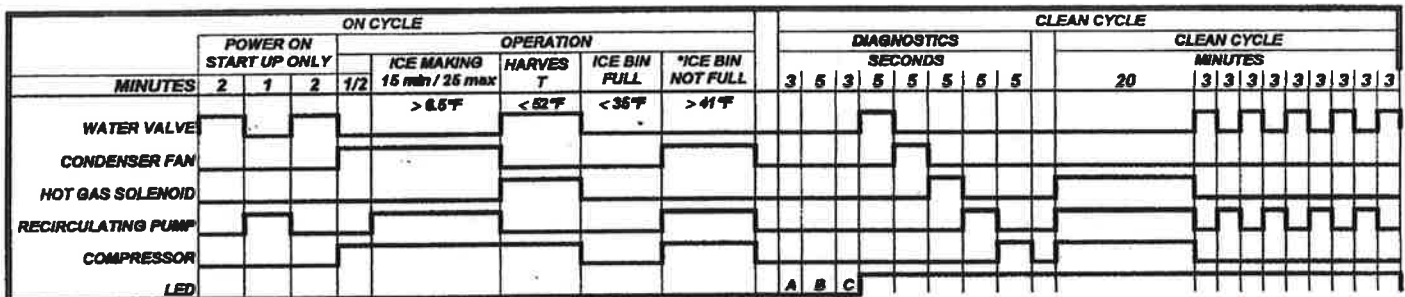 ON CYCLE CLEAN CYCLE
POWER ON OPERATION DIAGNOSTICS CLEAN CYCLE
START UP ONLY ICE MAKING HARVES ICE BIN *ICE BIN SECONDS MINUTES
MINUTES 2 1 2 1/2 15 min / 25 max T FULL NOT FULL 3 5 3 5 5 5 5 5 20 3 3 3 3 3 3 3 3 3
> 6.5°F < 52°F < 35°F > 41°F
WATER VALVE
CONDENSER FAN
HOT GAS SOLENOID
RECIRCULATING PUMP
COMPRESSOR
LED A B C